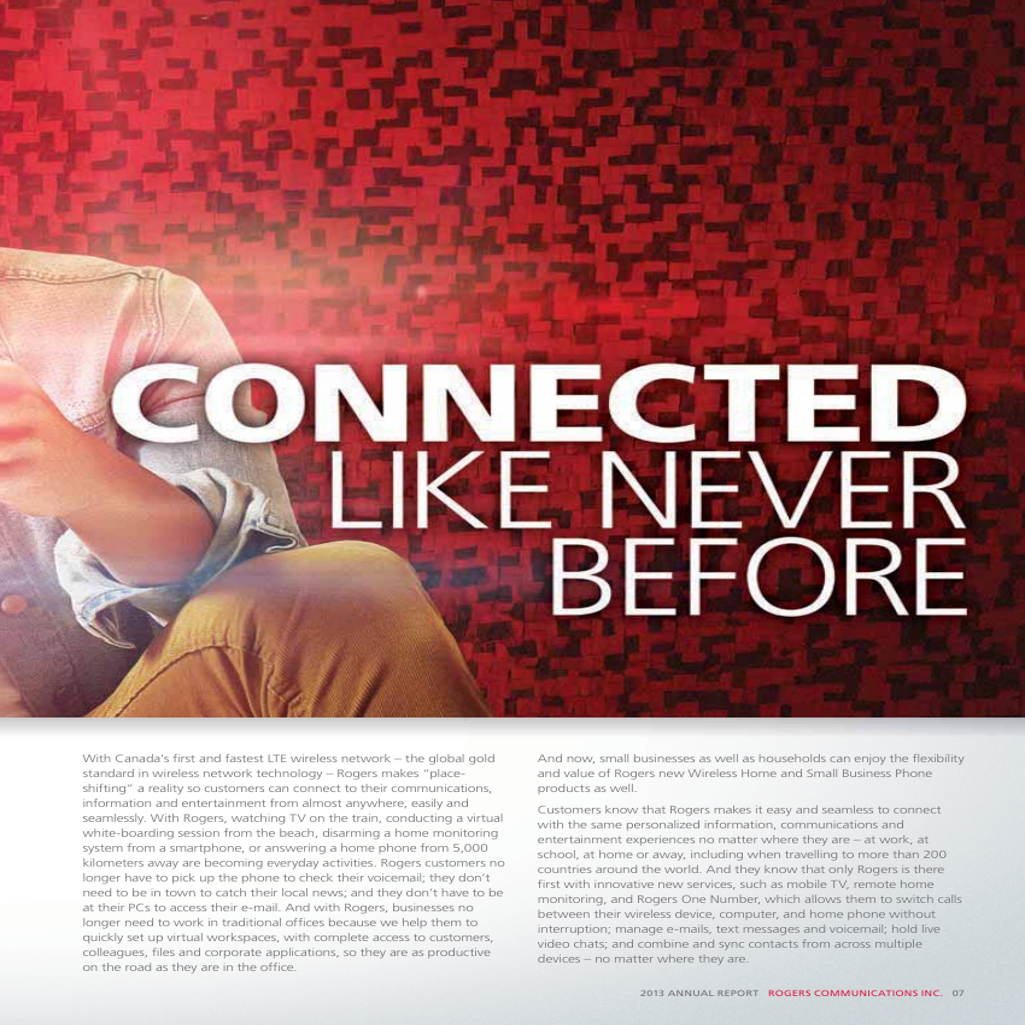 CONNECTED
LIKE NEVER
BEFORE
With Canada's first and fastest LTE wireless network – the global gold
standard in wireless network technology – Rogers makes "place-
shifting" a reality so customers can connect to their communications,
information and entertainment from almost anywhere, easily and
seamlessly. With Rogers, watching TV on the train, conducting a virtual
white-boarding session from the beach, disarming a home monitoring
system from a smartphone, or answering a home phone from 5,000
kilometers away are becoming everyday activities. Rogers customers no
longer have to pick up the phone to check their voicemail; they don't
need to be in town to catch their local news; and they don't have to be
at their PCs to access their e-mail. And with Rogers, businesses no
longer need to work in traditional offices because we help them to
quickly set up virtual workspaces, with complete access to customers,
colleagues, files and corporate applications, so they are as productive
on the road as they are in the office.
And now, small businesses as well as households can enjoy the flexibility
and value of Rogers new Wireless Home and Small Business Phone
products as well.
Customers know that Rogers makes it easy and seamless to connect
with the same personalized information, communications and
entertainment experiences no matter where they are – at work, at
school, at home or away, including when travelling to more than 200
countries around the world. And they know that only Rogers is there
first with innovative new services, such as mobile TV, remote home
monitoring, and Rogers One Number, which allows them to switch calls
between their wireless device, computer, and home phone without
interruption; manage e-mails, text messages and voicemail; hold live
video chats; and combine and sync contacts from across multiple
devices – no matter where they are.
2013 ANNUAL REPORT ROGERS COMMUNICATIONS INC. 07